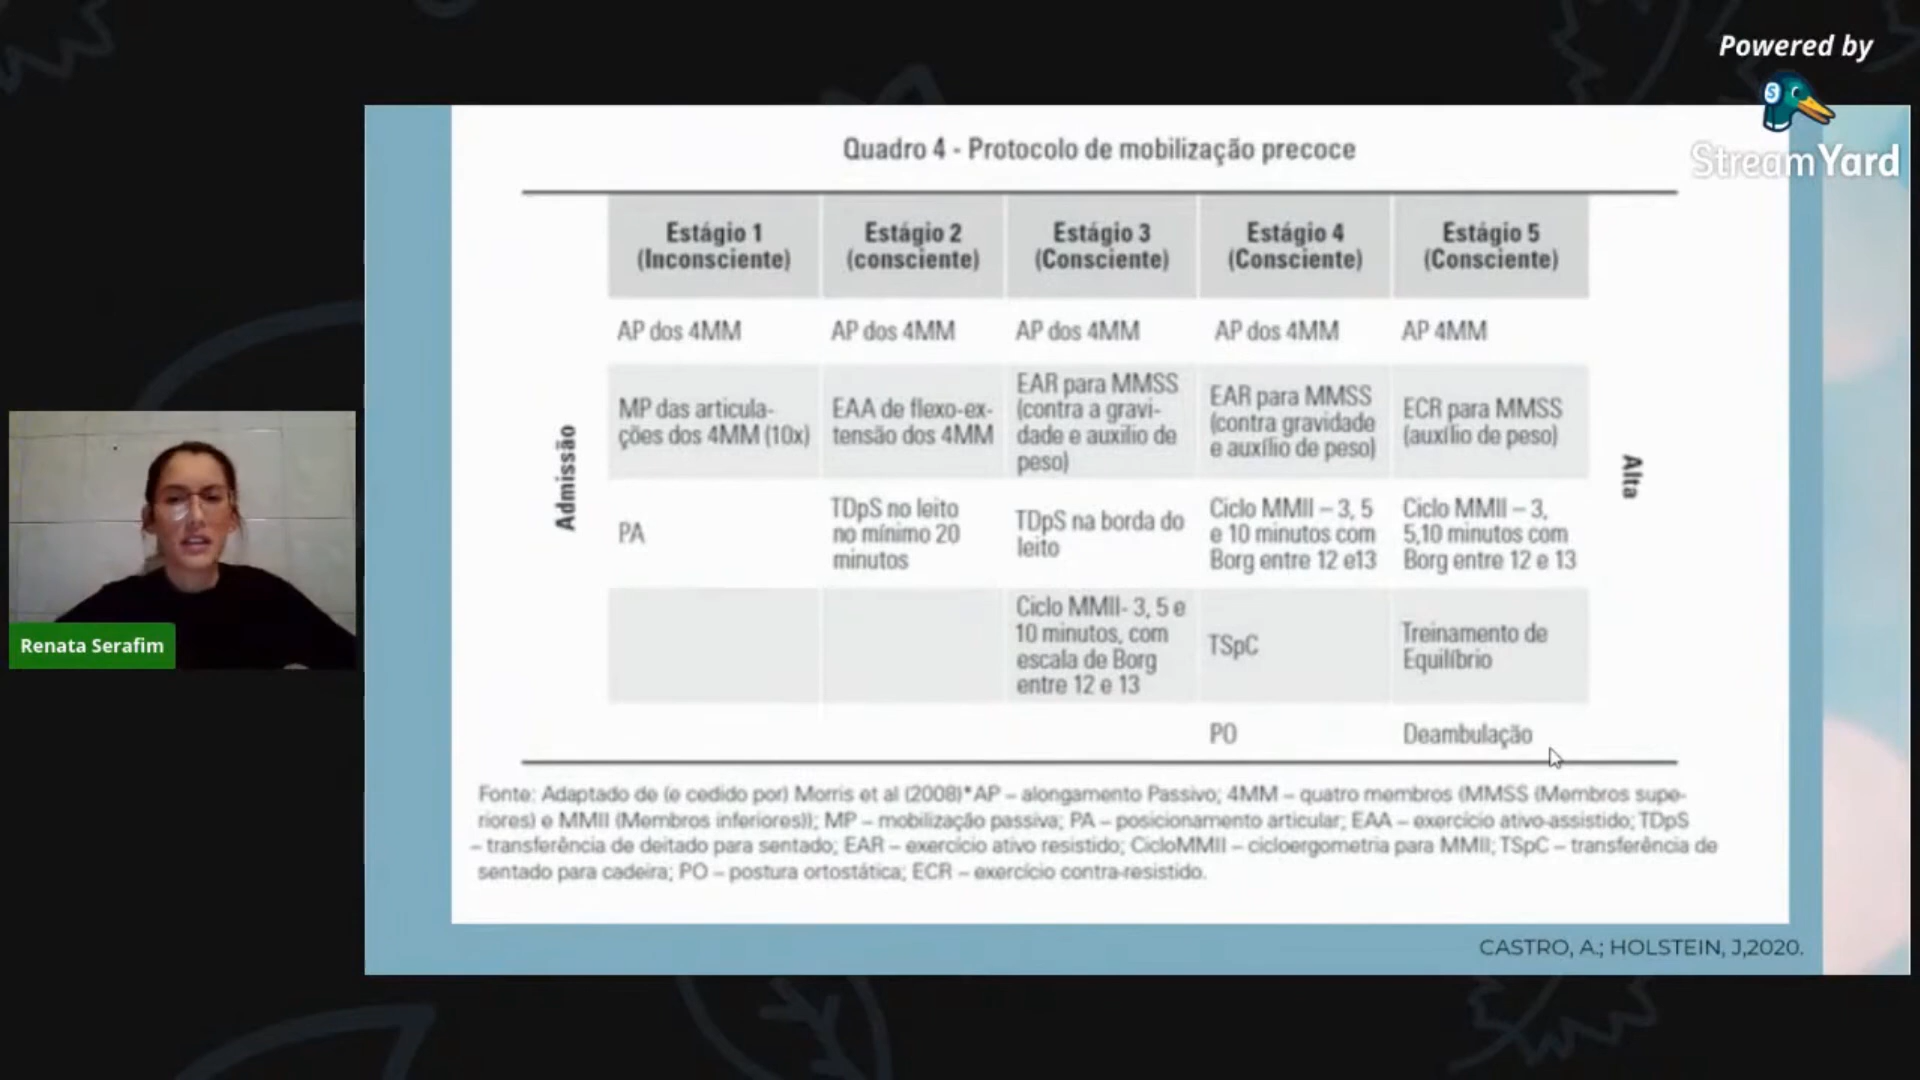 Powered by
StreamYard
Quadro 4 - Protocolo de mobilização precoce
Estágio 1
(Inconsciente)
Estágio 2
(consciente)
Estágio 3
(Consciente)
Estágio 4
(Consciente)
Estágio 5
(Consciente)
Admissão
AP dos 4MM
AP dos 4MM
AP dos 4MM
AP dos 4MM
AP 4MM
MP das articula-
ções dos 4MM (10x)
EAA de flexo-ex-
tensão dos 4MM
EAR para MMSS
(contra a gravi-
dade e auxilio de
peso)
EAR para MMSS
(contra gravidade
e auxílio de peso)
ECR para MMSS
(auxílio de peso)
Alta
PA
TDpS no leito
no mínimo 20
minutos
TDpS na borda do
leito
Ciclo MMII – 3, 5
e 10 minutos com
Borg entre 12 e13
Ciclo MMII – 3,
5,10 minutos com
Borg entre 12 e 13
Ciclo MMII- 3, 5 e
10 minutos, com
escala de Borg
entre 12 e 13
TSpC
Treinamento de
Equilíbrio
PO
Deambulação
Fonte: Adaptado de (e cedido por) Morris et al (2008)*AP – alongamento Passivo; 4MM – quatro membros (MMSS (Membros supe-
riores) e MMII (Membros inferiores)); MP – mobilização passiva; PA – posicionamento articular; EAA – exercício ativo-assistido; TDpS
– transferência de deitado para sentado; EAR – exercício ativo resistido; CicloMMII – cicloergometria para MMII; TSpC – transferência de
sentado para cadeira; PO – postura ortostática; ECR – exercício contra-resistido.
CASTRO, A.; HOLSTEIN, J,2020.
Renata Serafim